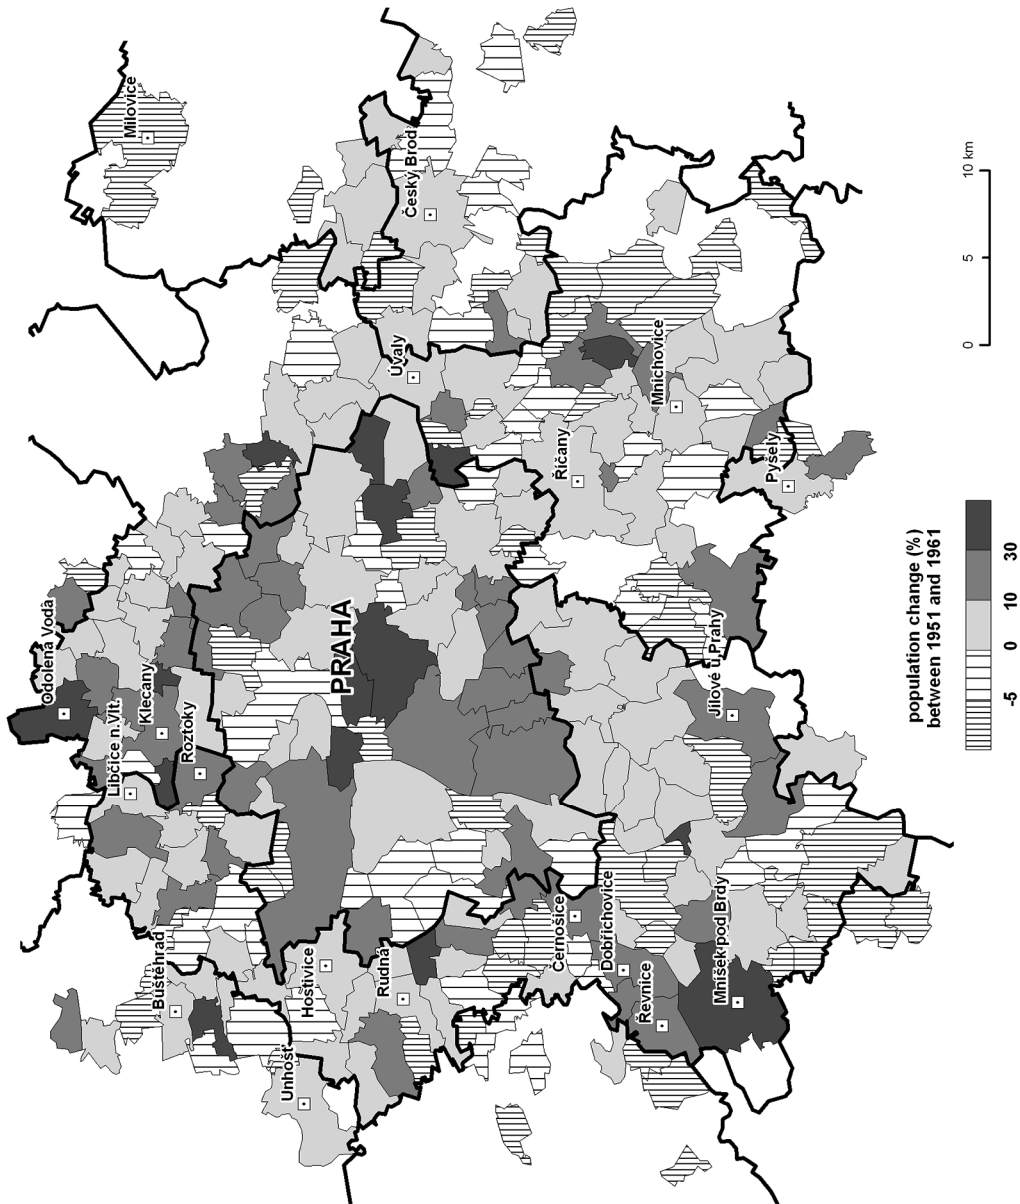 Odolená Voda
Libčice n.Vlt.
Milovice
Klecany
Buštěhrad
Roztoky
Unhošť
Hostivice
PRAHA
Rudná
Úvaly
Český Brod
Černošice
Říčany
Dobřichovice
Řevnice
Mnichovice
Jílové u Prahy
Mníšek pod Brdy
Pyšely
population change (%)
between 1951 and 1961
-5 0 10 30
0 5 10 km